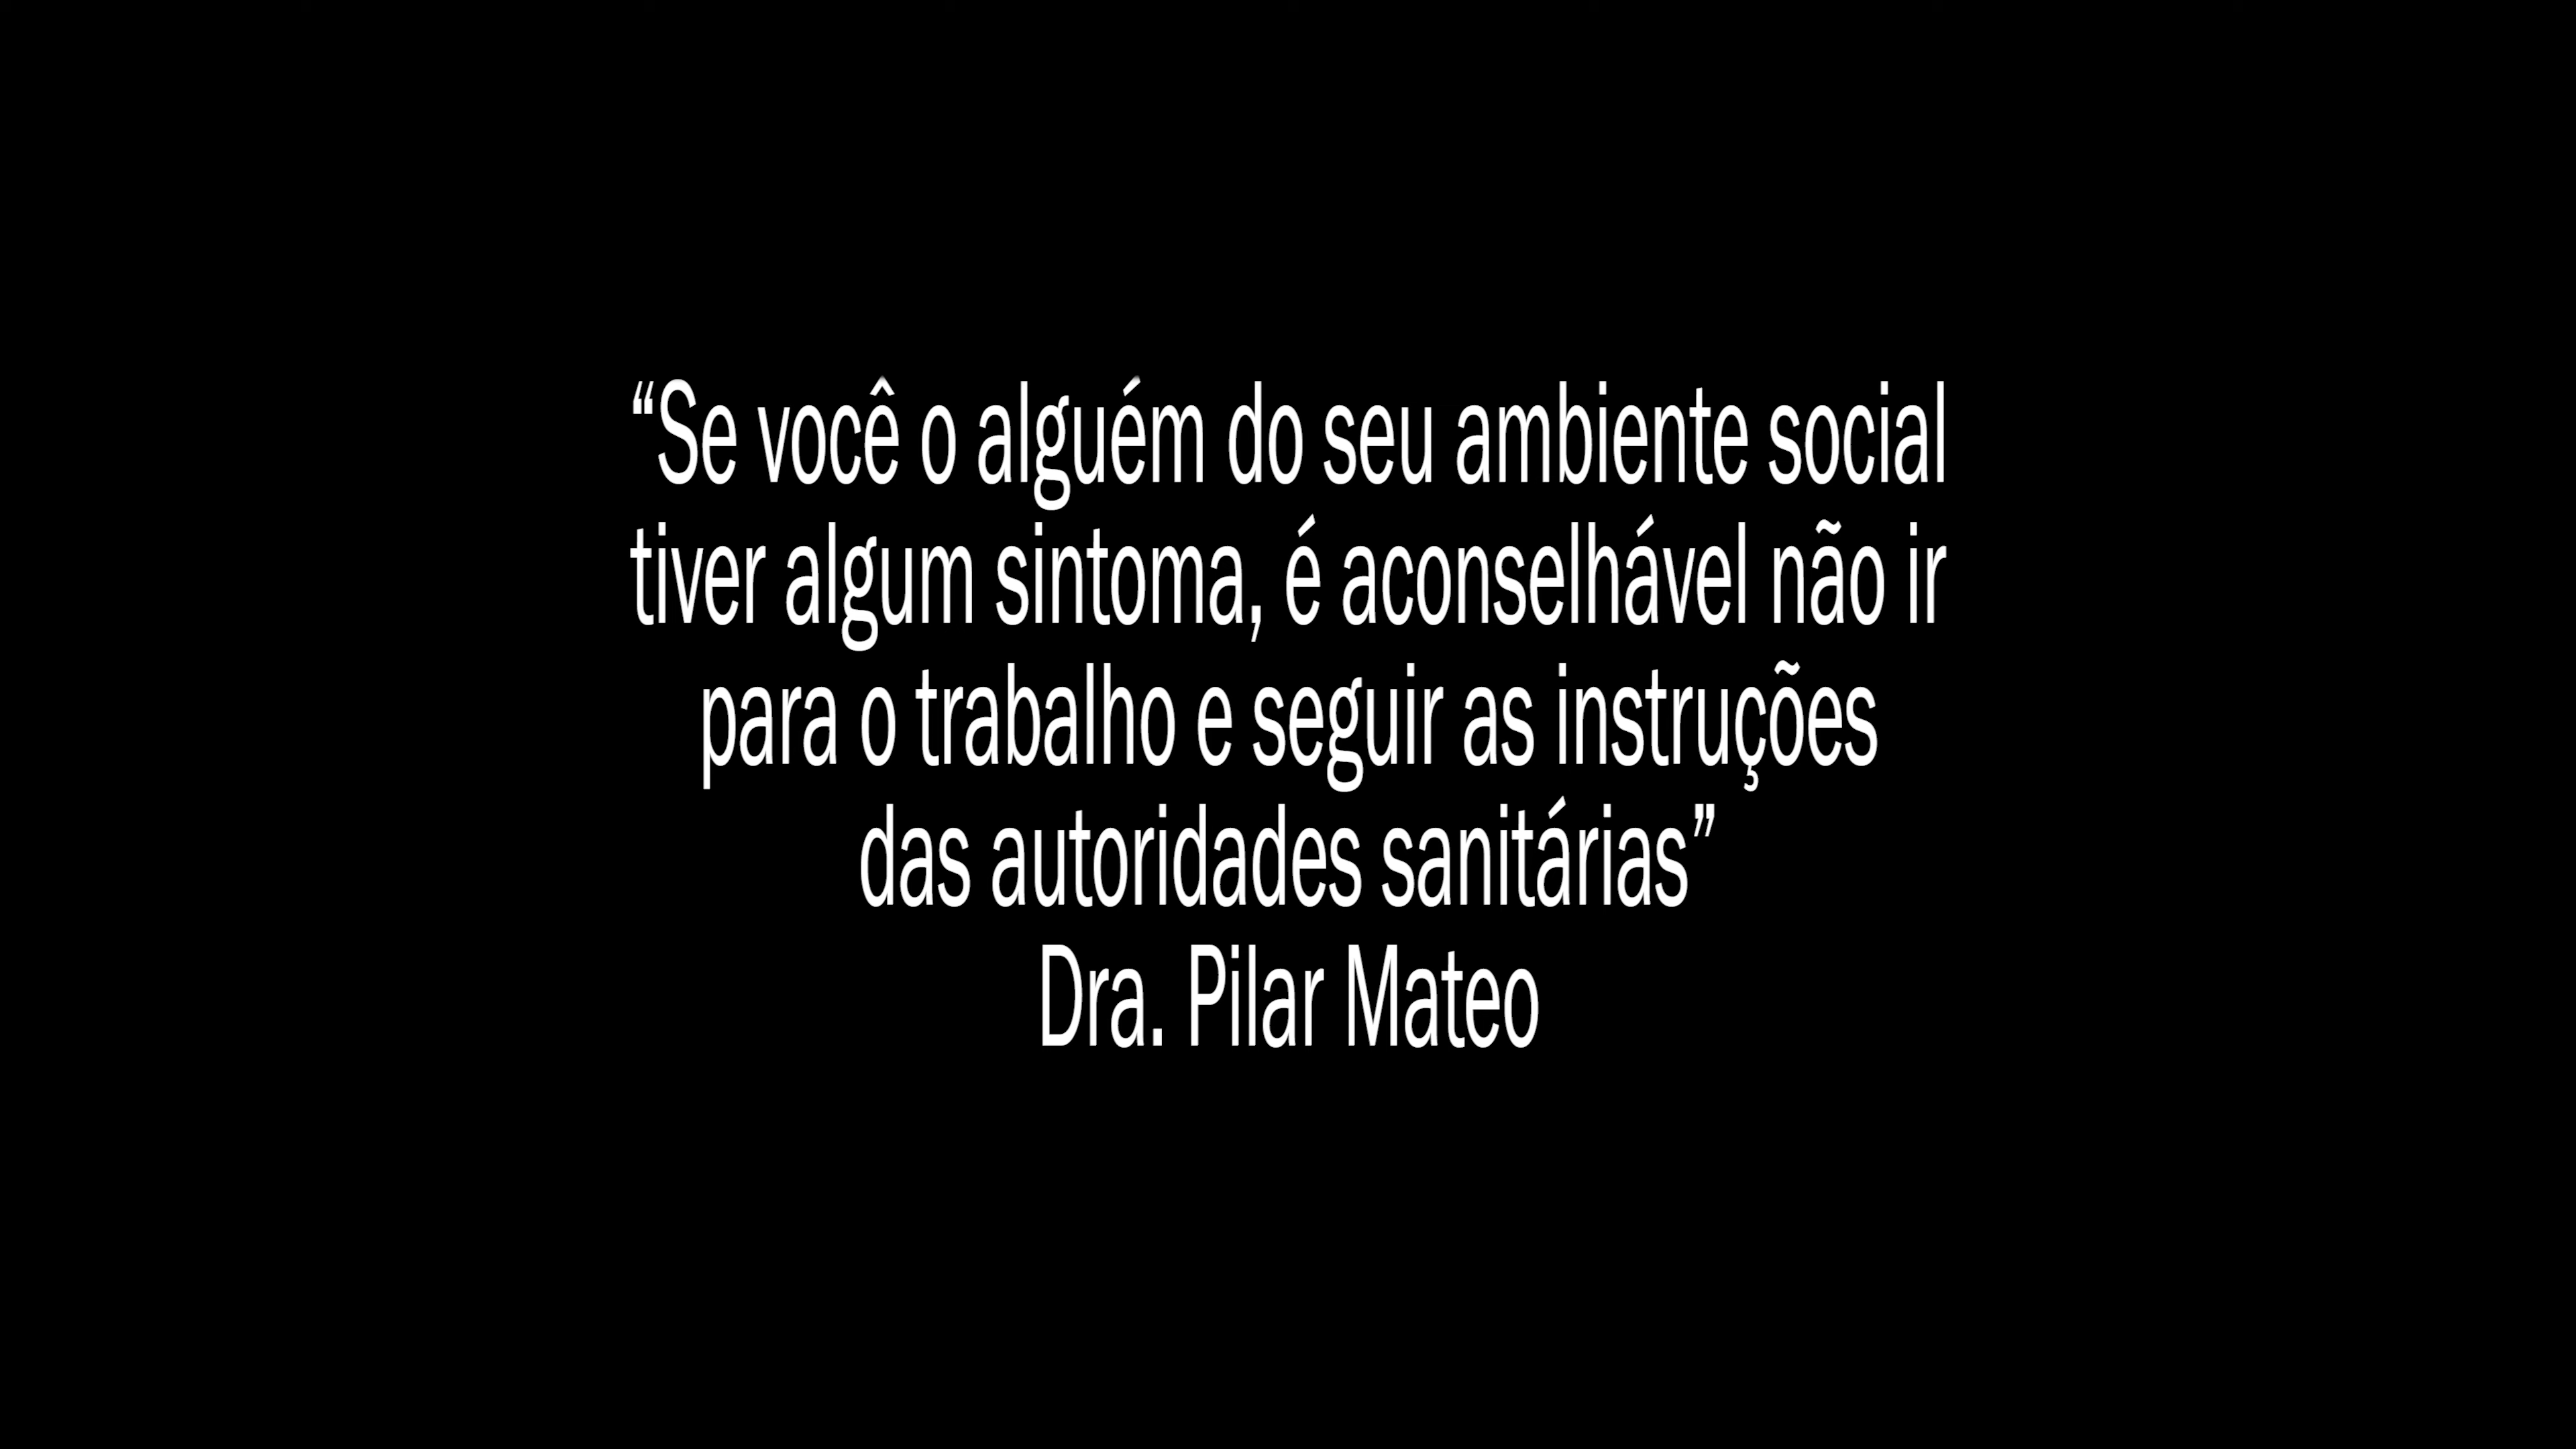 “Se você o alguém do seu ambiente social
tiver algum sintoma, é aconselhável não ir
para o trabalho e seguir as instruções
das autoridades sanitárias”
Dra. Pilar Mateo